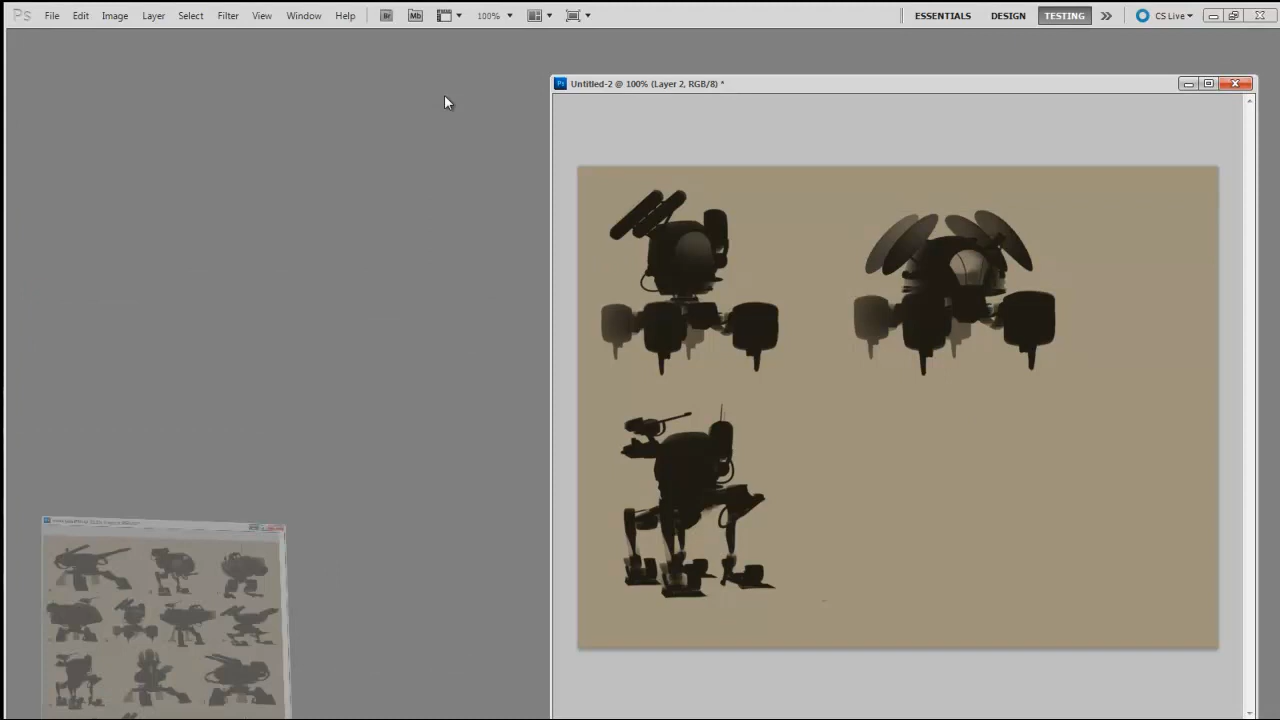 Ps File Edit Image Layer Select Filter View Window Help Br Mb 100% ESSENTIALS DESIGN TESTING CS Live
Ps Untitled-2 @ 100% (Layer 2, RGB/8) *